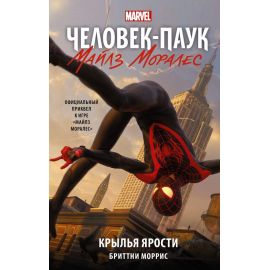 MARVEL
ЧЕЛОВЕК-ПАУК
МАЙЛЗ МОРАЛЕС
ОФИЦИАЛЬНЫЙ
ПРИКВЕЛ
К ИГРЕ
«МАЙЛЗ
МОРАЛЕС»
КРЫЛЬЯ ЯРОСТИ
БРИТТНИ МОРРИС